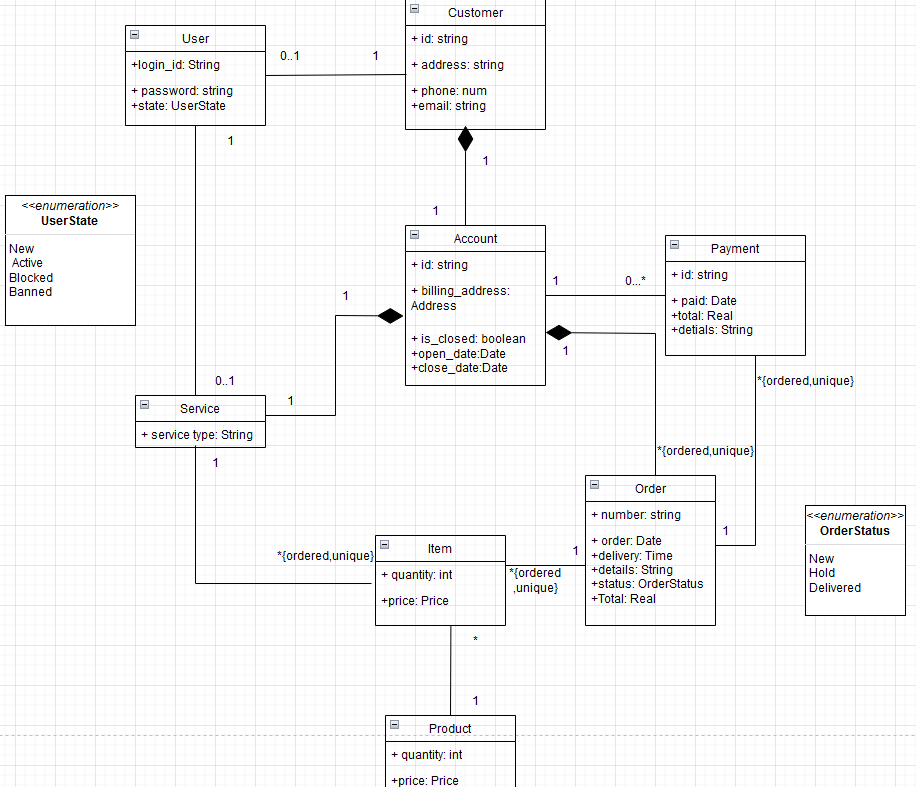 Customer
+ id: string
+ address: string
+ phone: num
+email: string
User
+login_id: String
+ password: string
+state: UserState
0..1
1
1
1
1
<<enumeration>>
UserState
New
Active
Blocked
Banned
Account
+ id: string
+ billing_address:
Address
+ is_closed: boolean
+open_date:Date
+close_date:Date
1
0...*
Payment
+ id: string
+ paid: Date
+total: Real
+detials: String
1
1
0..1
1
*{ordered,unique}
Service
+ service type: String
1
*{ordered,unique}
Order
+ number: string
+ order: Date
+delivery: Time
+details: String
+status: OrderStatus
+Total: Real
1
<<enumeration>>
OrderStatus
New
Hold
Delivered
*{ordered,unique}
Item
+ quantity: int
+price: Price
1
*{ordered
,unique}
*
1
Product
+ quantity: int
+price: Price